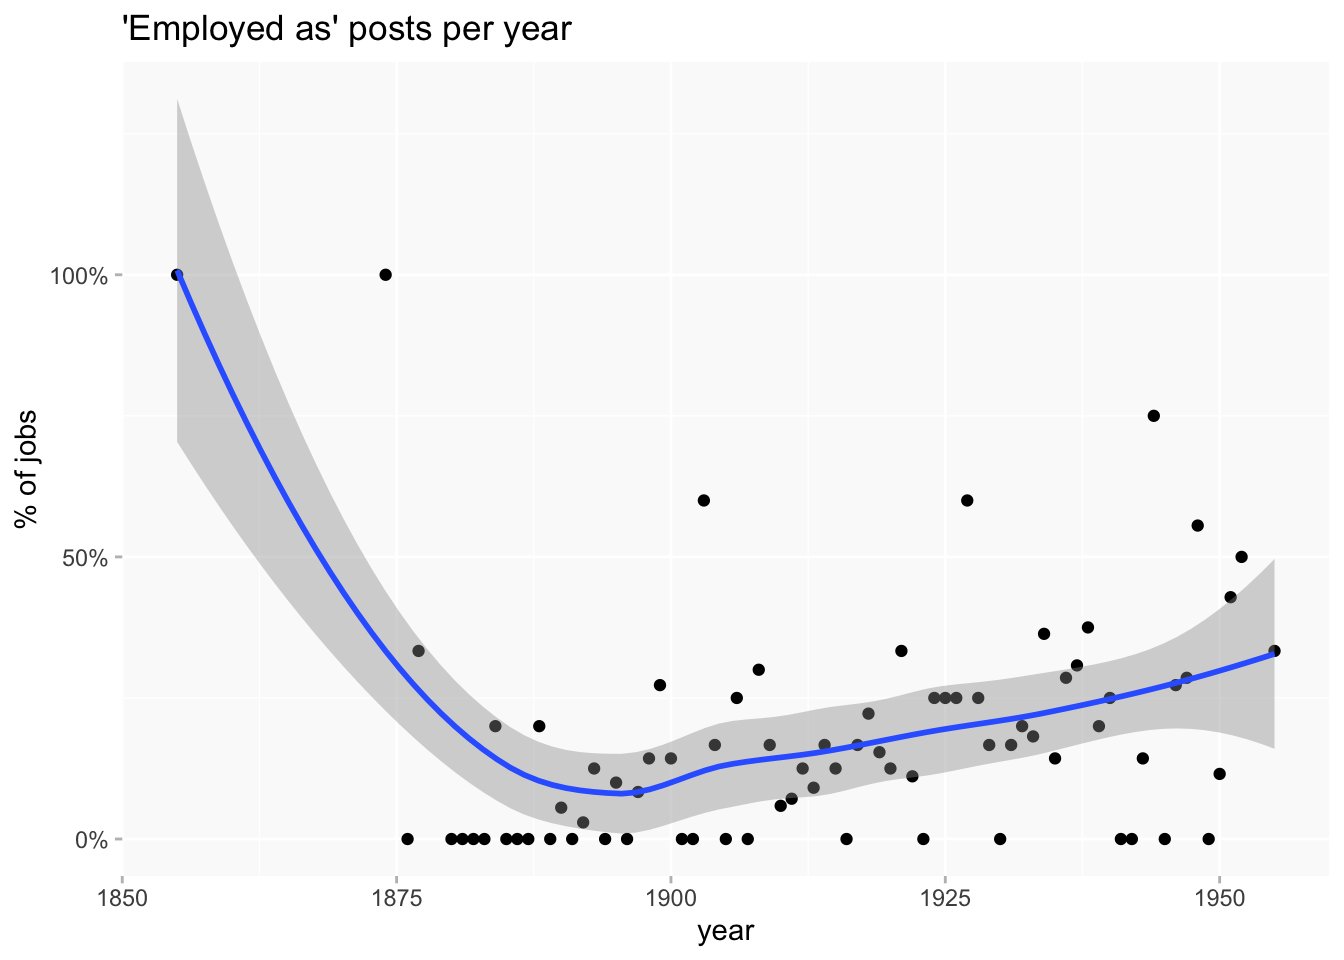 'Employed as' posts per year
% of jobs
100%
50%
0%
1850 1875 1900 1925 1950
year